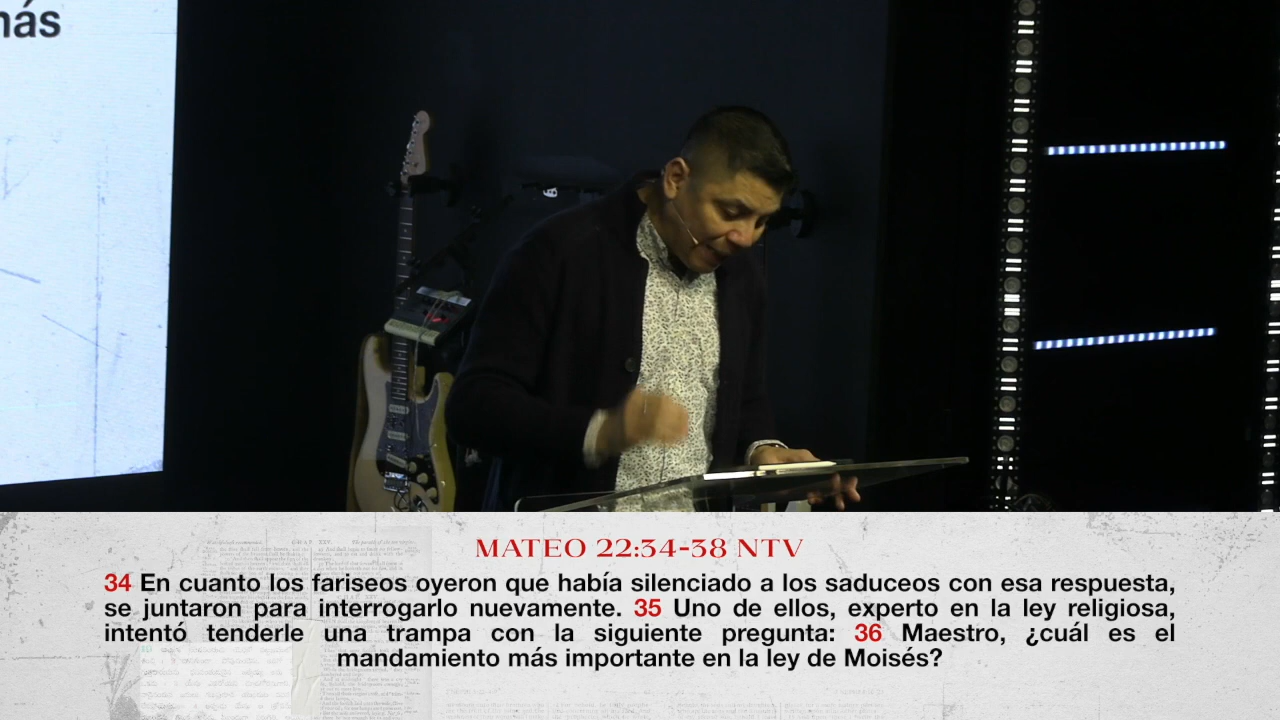 más
MATEO 22:34-38 NTV
34 En cuanto los fariseos oyeron que había silenciado a los saduceos con esa respuesta,
se juntaron para interrogarlo nuevamente. 35 Uno de ellos, experto en la ley religiosa,
intentó tenderle una trampa con la siguiente pregunta: 36 Maestro, ¿cuál es el
mandamiento más importante en la ley de Moisés?